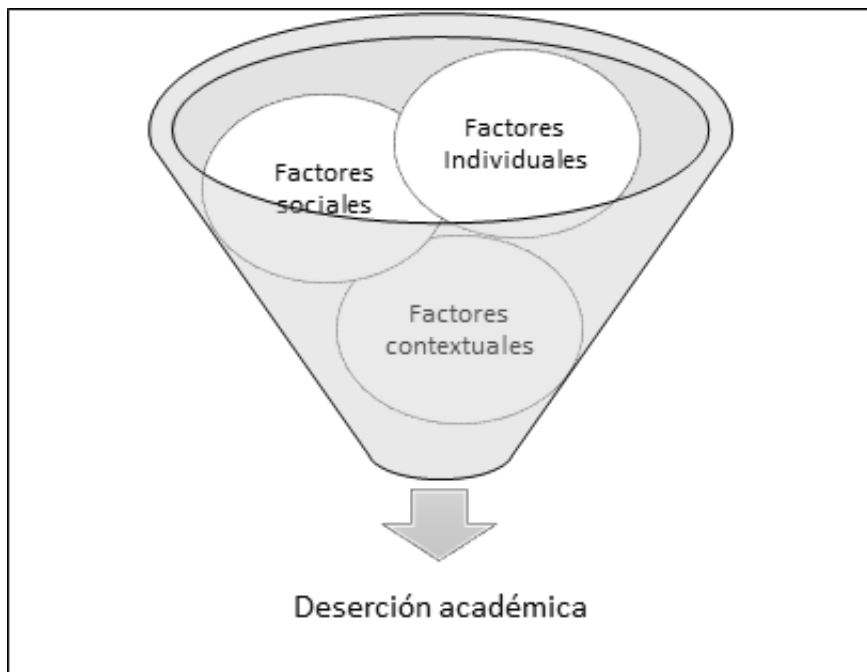 Factores
Individuales
Factores
sociales
Factores
contextuales
Deserción académica